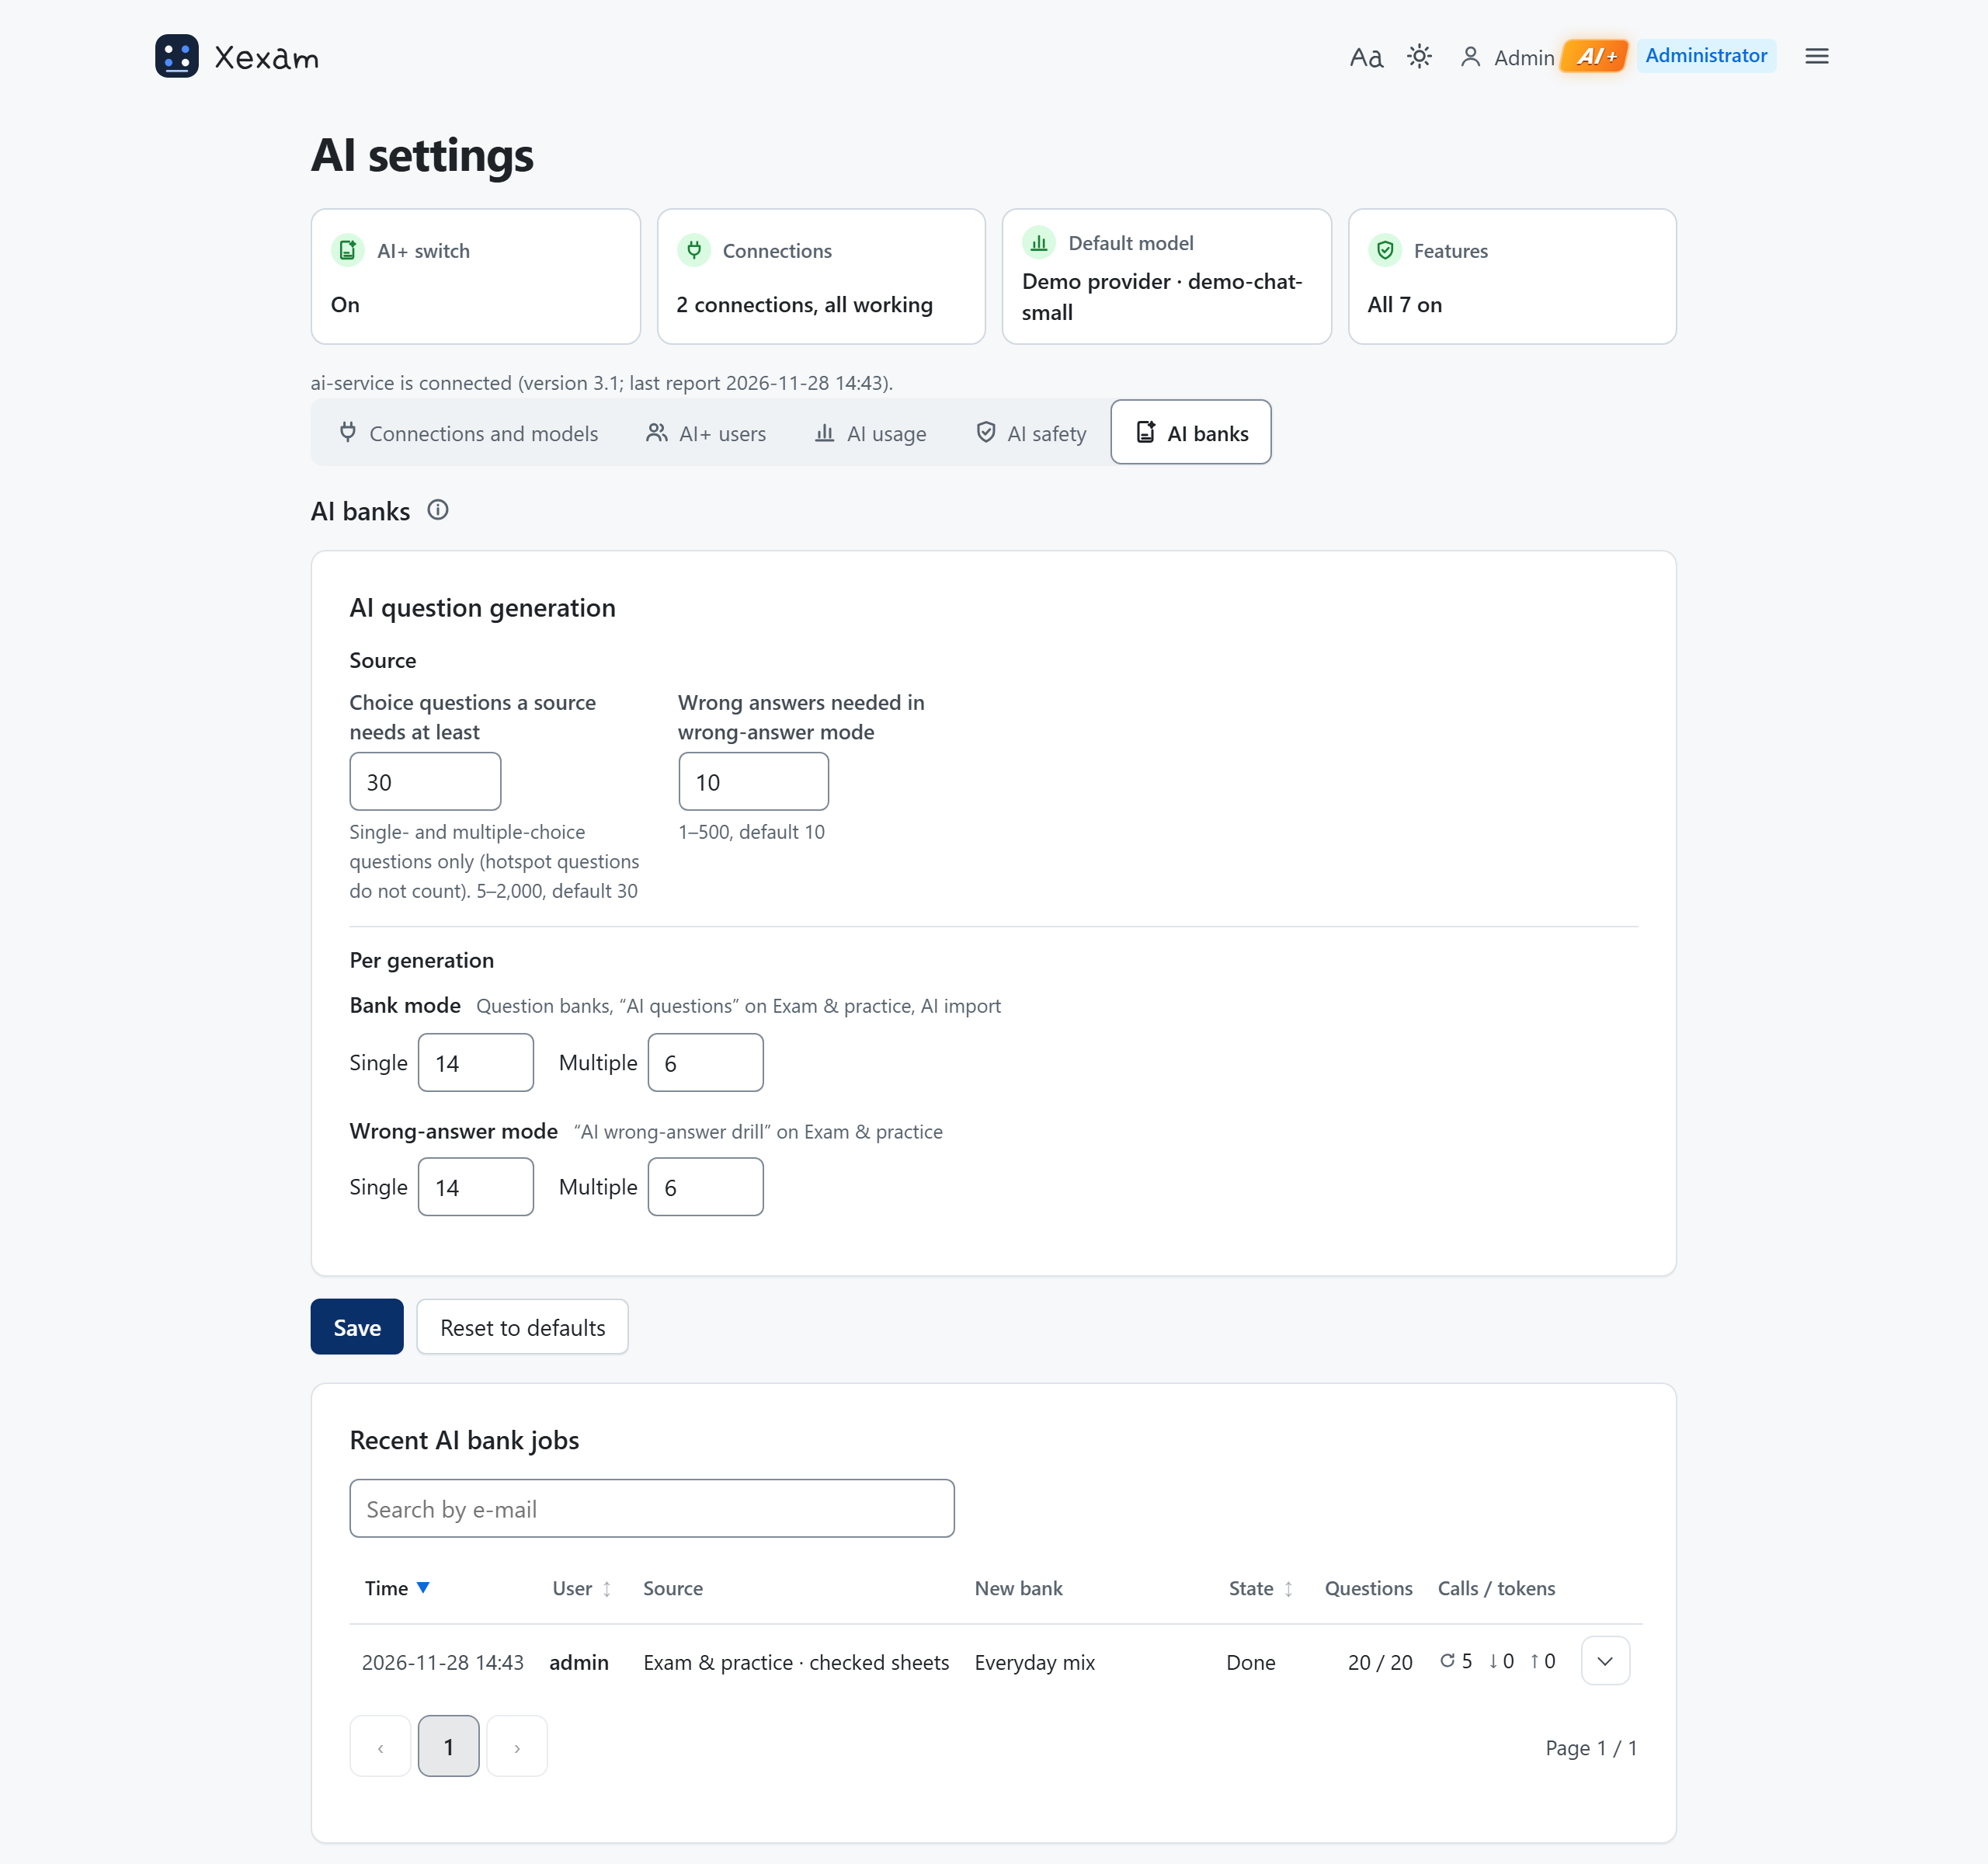 Xexam
Aa Admin AI+ Administrator
AI settings
AI+ switch
On
Connections
2 connections, all working
Default model
Demo provider · demo-chat-
small
Features
All 7 on
ai-service is connected (version 3.1; last report 2026-11-28 14:43).
Connections and models AI+ users AI usage AI safety AI banks
AI banks
AI question generation
Source
Choice questions a source
needs at least
30
Single- and multiple-choice
questions only (hotspot questions
do not count). 5–2,000, default 30
Wrong answers needed in
wrong-answer mode
10
1–500, default 10
Per generation
Bank mode Question banks, “AI questions” on Exam & practice, AI import
Single 14 Multiple 6
Wrong-answer mode “AI wrong-answer drill” on Exam & practice
Single 14 Multiple 6
Save Reset to defaults
Recent AI bank jobs
Search by e-mail
Time ▼ User ↕ Source New bank State ↕ Questions Calls / tokens
2026-11-28 14:43 admin Exam & practice · checked sheets Everyday mix Done 20 / 20 5 ↓0 ↑0
‹ 1 › Page 1 / 1